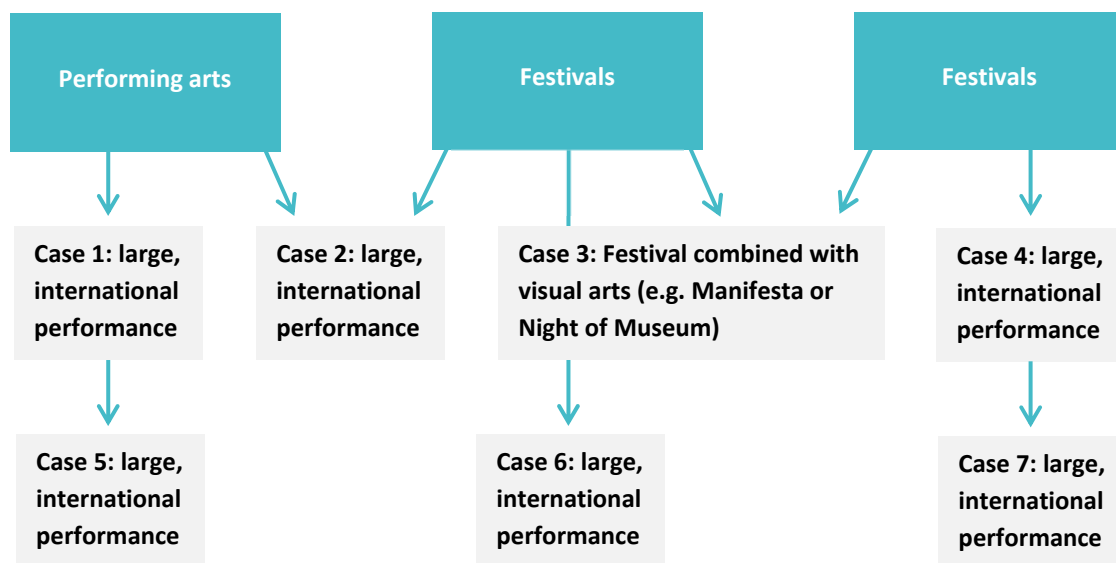 Performing arts
Festivals
Festivals
Case 1: large,
international
performance
Case 2: large,
international
performance
Case 3: Festival combined with
visual arts (e.g. Manifesta or
Night of Museum)
Case 4: large,
international
performance
Case 5: large,
international
performance
Case 6: large,
international
performance
Case 7: large,
international
performance